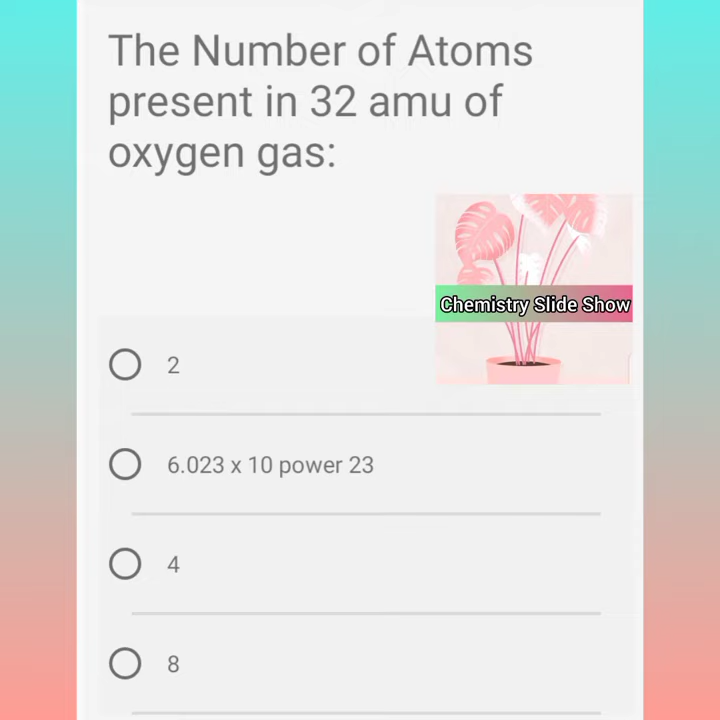 The Number of Atoms
present in 32 amu of
oxygen gas:
Chemistry Slide Show
2
6.023 x 10 power 23
4
8